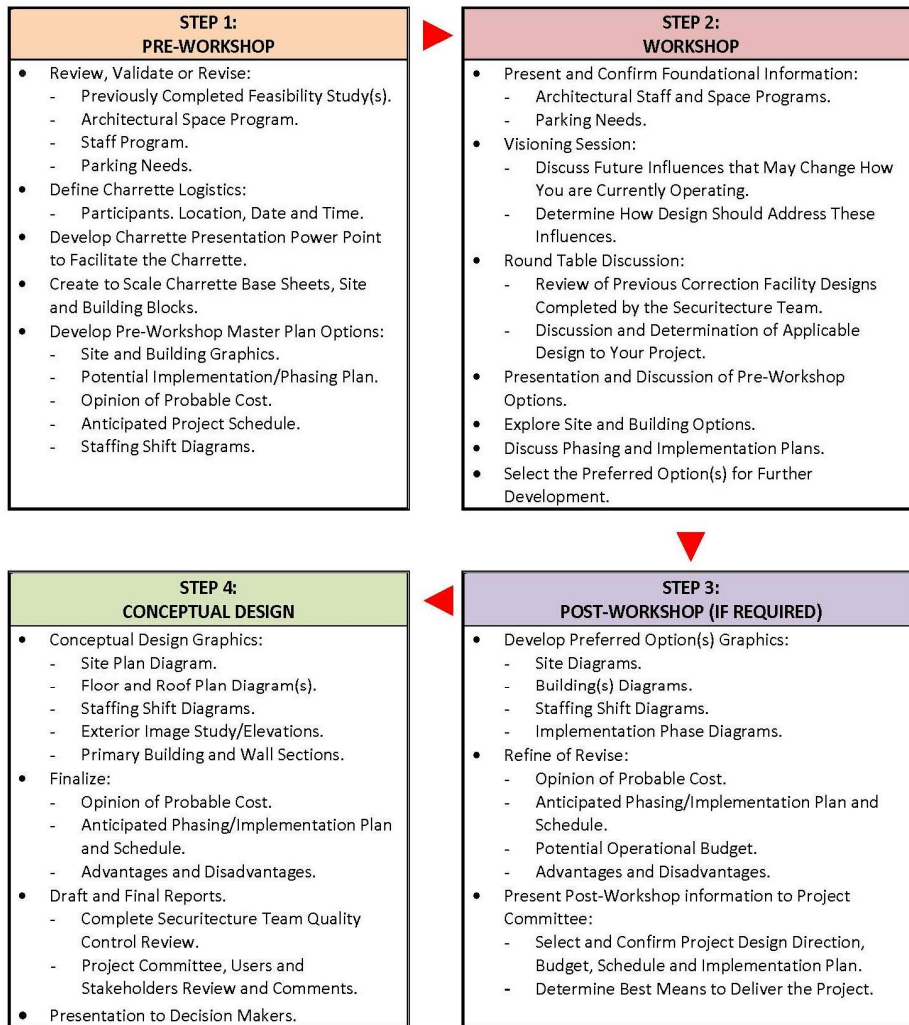 STEP 1:
PRE-WORKSHOP
• Review, Validate or Revise:
- Previously Completed Feasibility Study(s).
- Architectural Space Program.
- Staff Program.
- Parking Needs.
• Define Charrette Logistics:
- Participants. Location, Date and Time.
• Develop Charrette Presentation Power Point
to Facilitate the Charrette.
• Create to Scale Charrette Base Sheets, Site
and Building Blocks.
• Develop Pre-Workshop Master Plan Options:
- Site and Building Graphics.
- Potential Implementation/Phasing Plan.
- Opinion of Probable Cost.
- Anticipated Project Schedule.
- Staffing Shift Diagrams.
STEP 2:
WORKSHOP
• Present and Confirm Foundational Information:
- Architectural Staff and Space Programs.
- Parking Needs.
• Visioning Session:
- Discuss Future Influences that May Change How
You are Currently Operating.
- Determine How Design Should Address These
Influences.
• Round Table Discussion:
- Review of Previous Correction Facility Designs
Completed by the Securitecture Team.
- Discussion and Determination of Applicable
Design to Your Project.
• Presentation and Discussion of Pre-Workshop
Options.
• Explore Site and Building Options.
• Discuss Phasing and Implementation Plans.
• Select the Preferred Option(s) for Further
Development.
STEP 3:
POST-WORKSHOP (IF REQUIRED)
• Develop Preferred Option(s) Graphics:
- Site Diagrams.
- Building(s) Diagrams.
- Staffing Shift Diagrams.
- Implementation Phase Diagrams.
• Refine of Revise:
- Opinion of Probable Cost.
- Anticipated Phasing/Implementation Plan and
Schedule.
- Potential Operational Budget.
- Advantages and Disadvantages.
• Present Post-Workshop information to Project
Committee:
- Select and Confirm Project Design Direction,
Budget, Schedule and Implementation Plan.
- Determine Best Means to Deliver the Project.
STEP 4:
CONCEPTUAL DESIGN
• Conceptual Design Graphics:
- Site Plan Diagram.
- Floor and Roof Plan Diagram(s).
- Staffing Shift Diagrams.
- Exterior Image Study/Elevations.
- Primary Building and Wall Sections.
• Finalize:
- Opinion of Probable Cost.
- Anticipated Phasing/Implementation Plan
and Schedule.
- Advantages and Disadvantages.
• Draft and Final Reports.
- Complete Securitecture Team Quality
Control Review.
- Project Committee, Users and
Stakeholders Review and Comments.
• Presentation to Decision Makers.